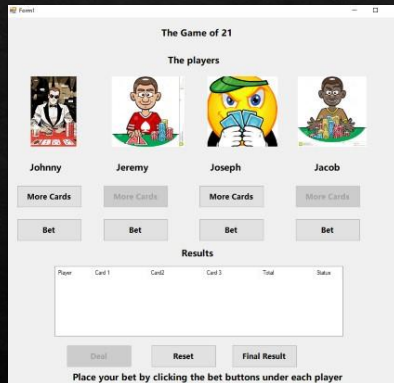 Form1
The Game of 21
The players
Johnny Jeremy Joseph Jacob
More Cards More Cards More Cards More Cards
Bet Bet Bet Bet
Results
Player Card 1 Card2 Card 3 Total Status
Deal Reset Final Result
Place your bet by clicking the bet buttons under each player